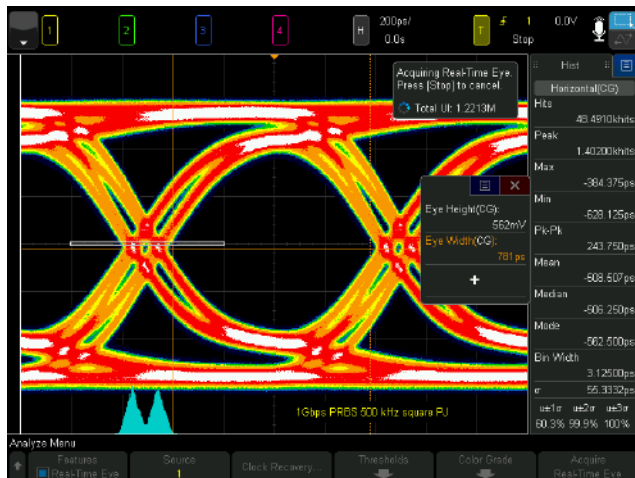 1
2
3
4
H
200ps/
0.0s
T
1
0.0V
Stop
Acquiring Real-Time Eye.
Press [Stop] to cancel.
Total UI: 1.2213M
Eye Height(CG):
562mV
Eye Width(CG):
781ps
+
Hist
Horizontal(CG)
Hits
48.4910khits
Peak
1.40200khits
Max
-384.375ps
Min
-628.125ps
Pk-Pk
243.750ps
Mean
-508.507ps
Median
-506.250ps
Mode
-562.500ps
Bin Width
3.12500ps
σ
55.3332ps
u±1σ u±2σ u±3σ
60.3% 99.9% 100%
1Gbps PRBS 500 kHz square PJ
Analyze Menu
Features
Real-Time Eye
Source
1
Clock Recovery...
Thresholds
Color Grade
Acquire
Real-Time Eye